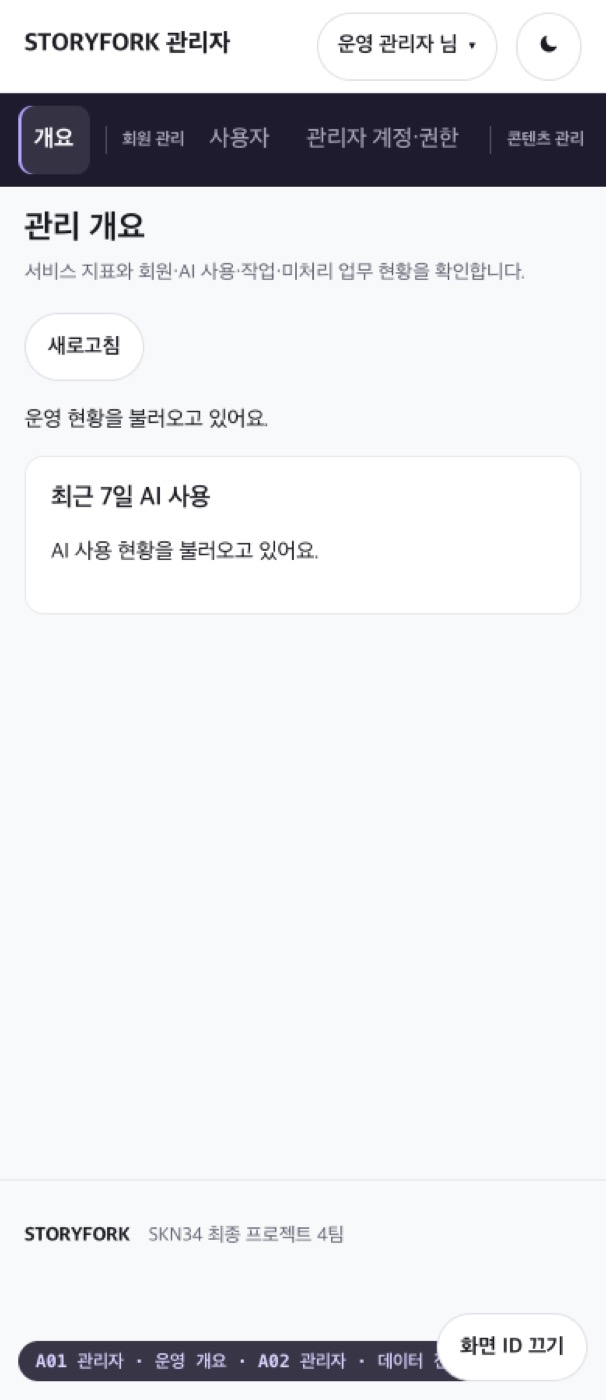 STORYFORK 관리자
운영 관리자 님 ▾
개요 회원 관리 사용자 관리자 계정·권한 콘텐츠 관리
관리 개요
서비스 지표와 회원·AI 사용·작업·미처리 업무 현황을 확인합니다.
새로고침
운영 현황을 불러오고 있어요.
최근 7일 AI 사용
AI 사용 현황을 불러오고 있어요.
STORYFORK SKN34 최종 프로젝트 4팀
A01 관리자 · 운영 개요 · A02 관리자 · 데이터
화면 ID 끄기